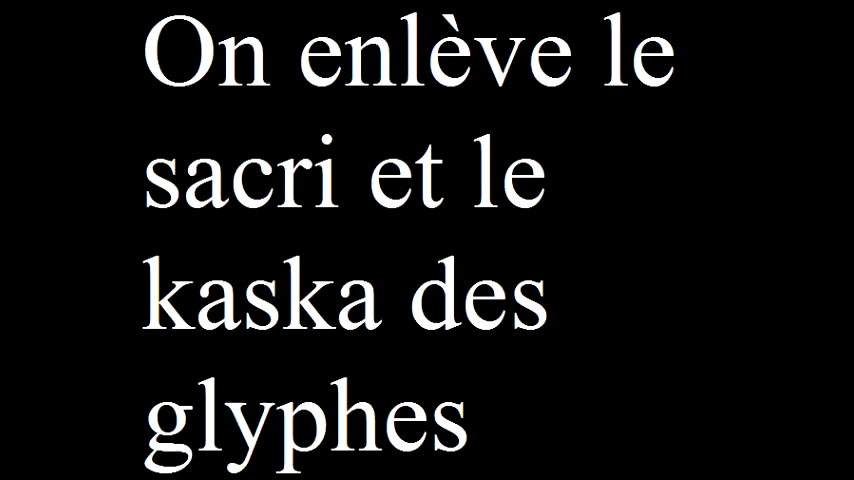 On enlève le
sacri et le
kaska des
glyphes